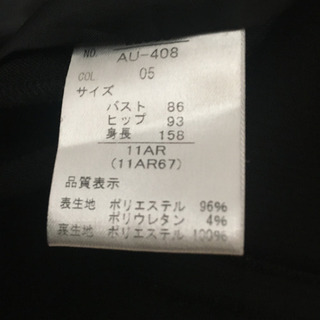 NO. AU-408
COL 05
サイズ
バスト 86
ヒップ 93
身長 158
11AR
(11AR67)
品質表示
表生地 ポリエステル 96%
ポリウレタン 4%
裏生地 ポリエステル 100%